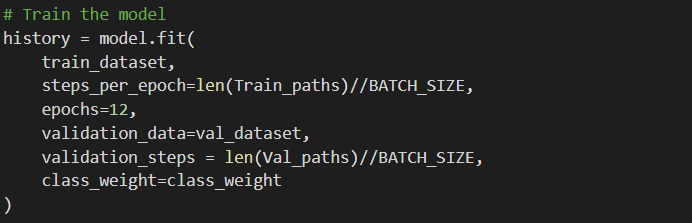 # Train the model
history = model.fit(
    train_dataset,
    steps_per_epoch=len(Train_paths)//BATCH_SIZE,
    epochs=12,
    validation_data=val_dataset,
    validation_steps = len(Val_paths)//BATCH_SIZE,
    class_weight=class_weight
)